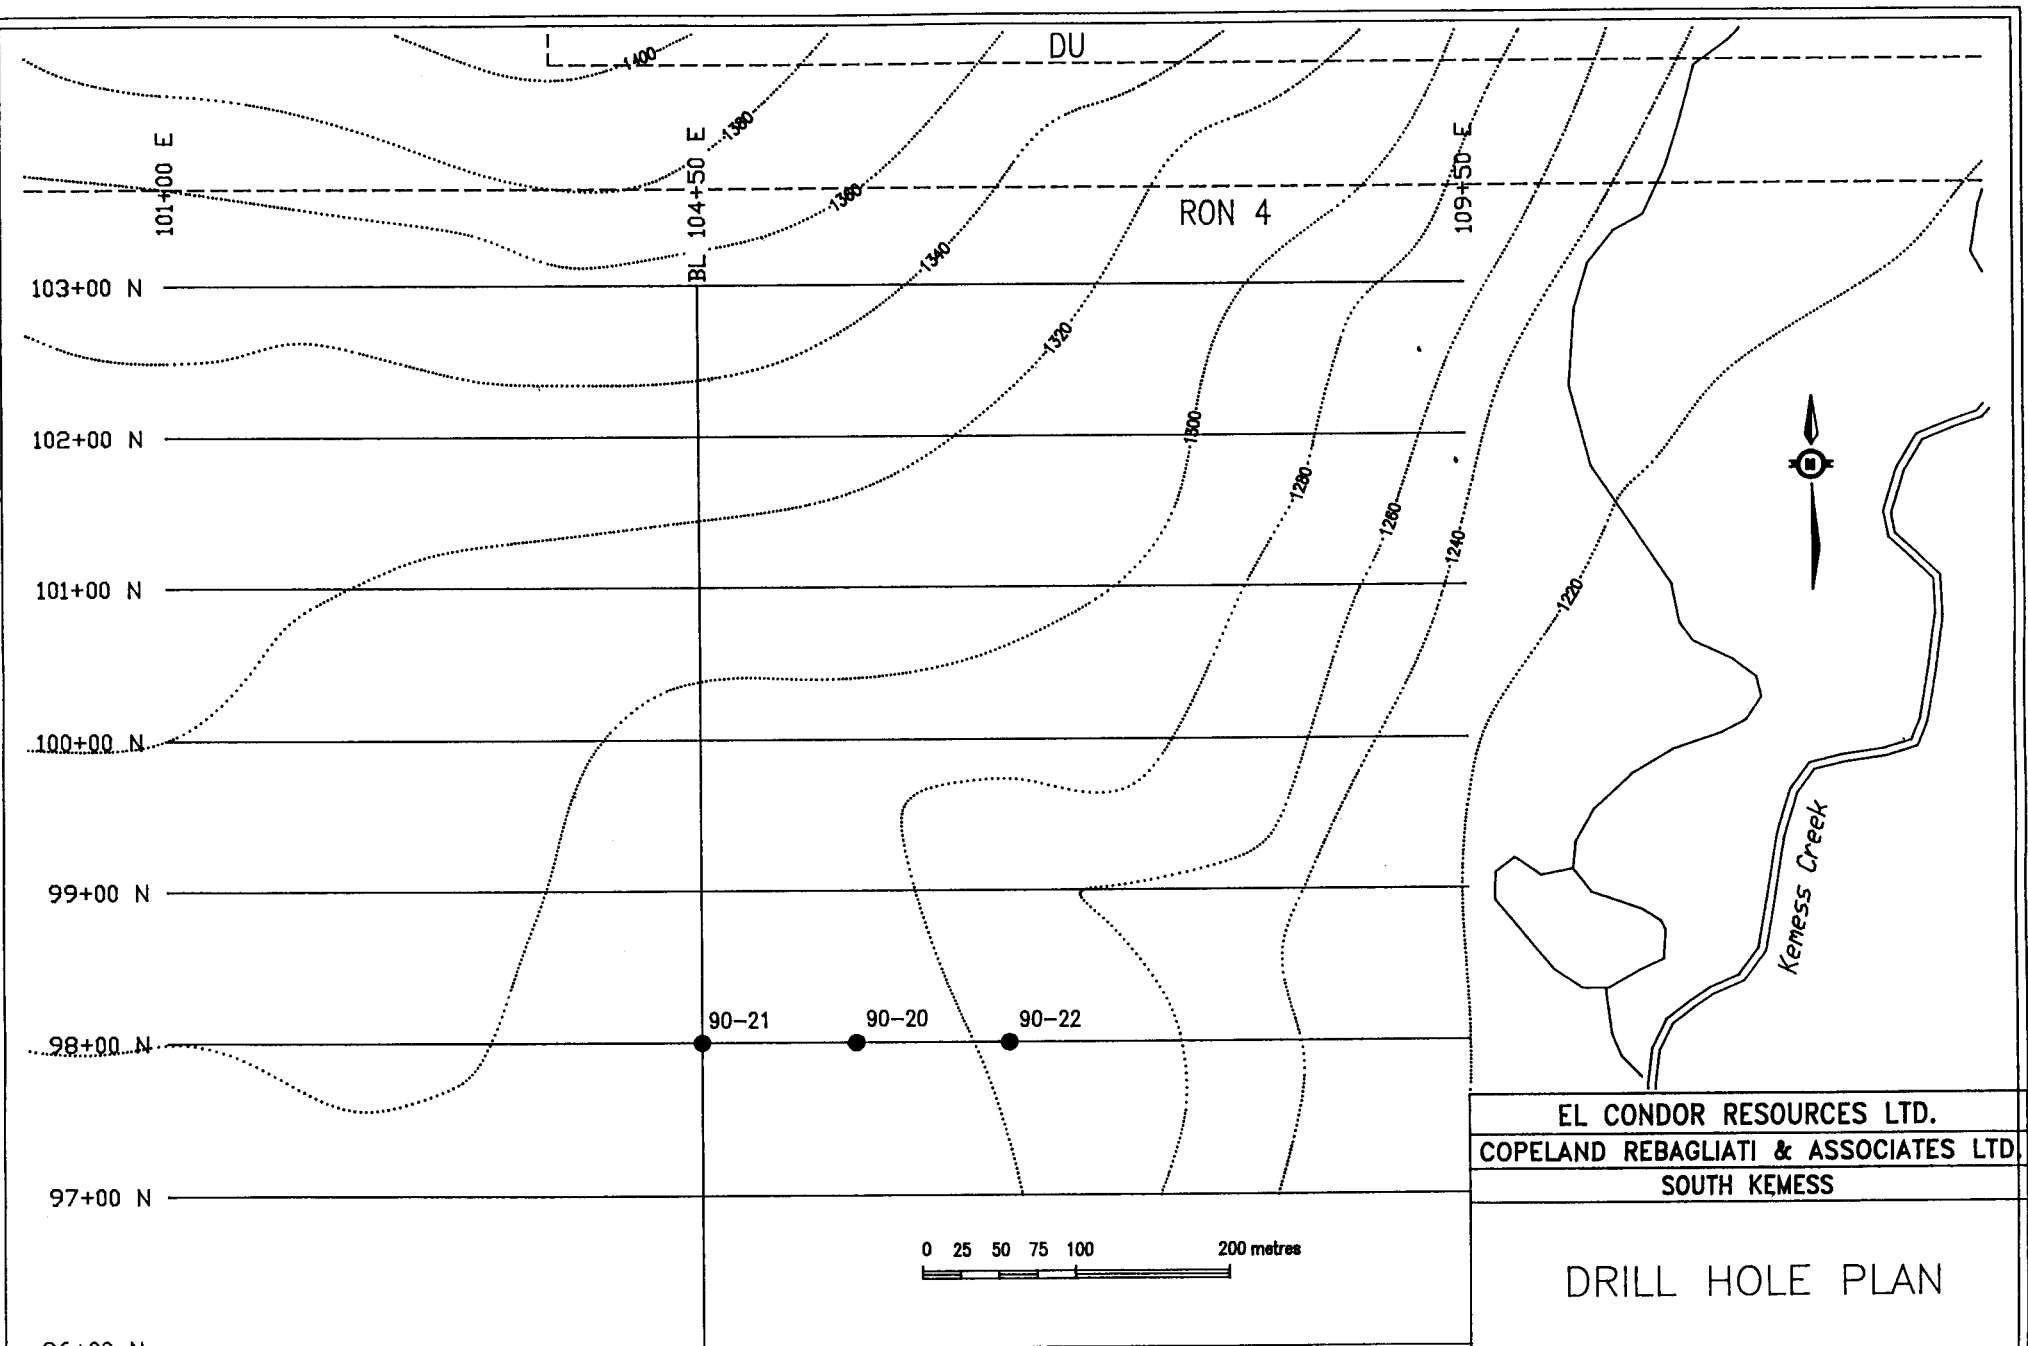 DU
1400
1380
101+00 E
BL 104+50 E
109+50 E
1360
RON 4
1340
103+00 N
1320
102+00 N
1300
N
1280
1260
1240
101+00 N
1220
100+00 N
Kemess Creek
99+00 N
90-21
90-20
90-22
98+00 N
EL CONDOR RESOURCES LTD.
COPELAND REBAGLIATI & ASSOCIATES LTD.
SOUTH KEMESS
97+00 N
0 25 50 75 100 200 metres
DRILL HOLE PLAN